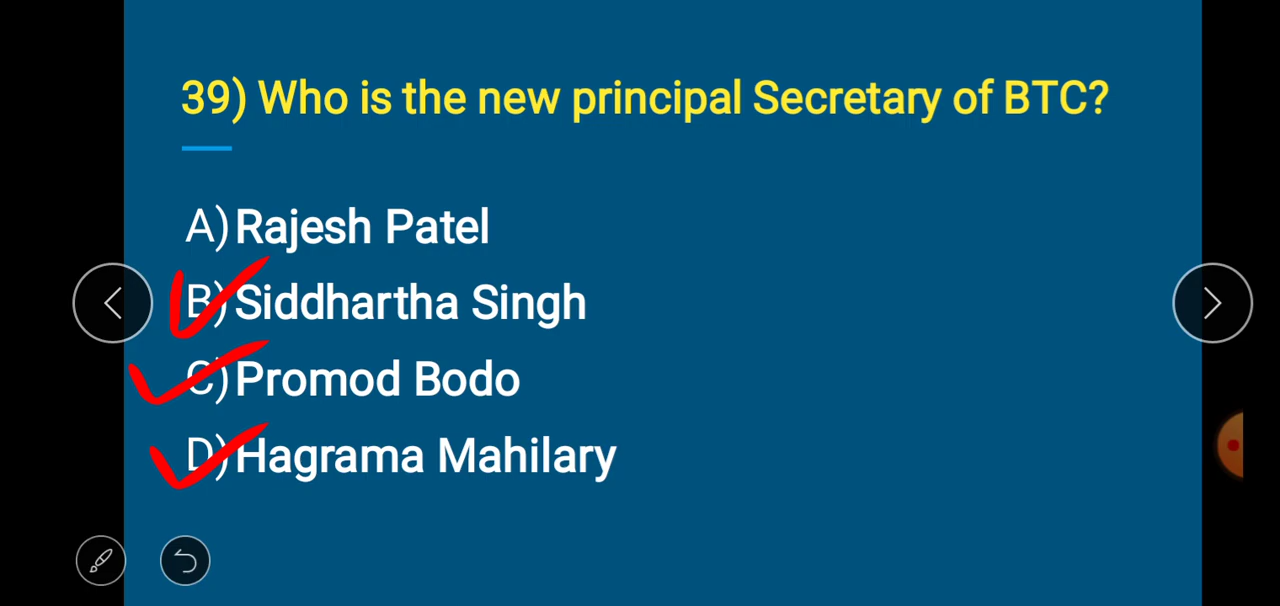 39) Who is the new principal Secretary of BTC?
A) Rajesh Patel
B) Siddhartha Singh
C) Promod Bodo
D) Hagrama Mahilary